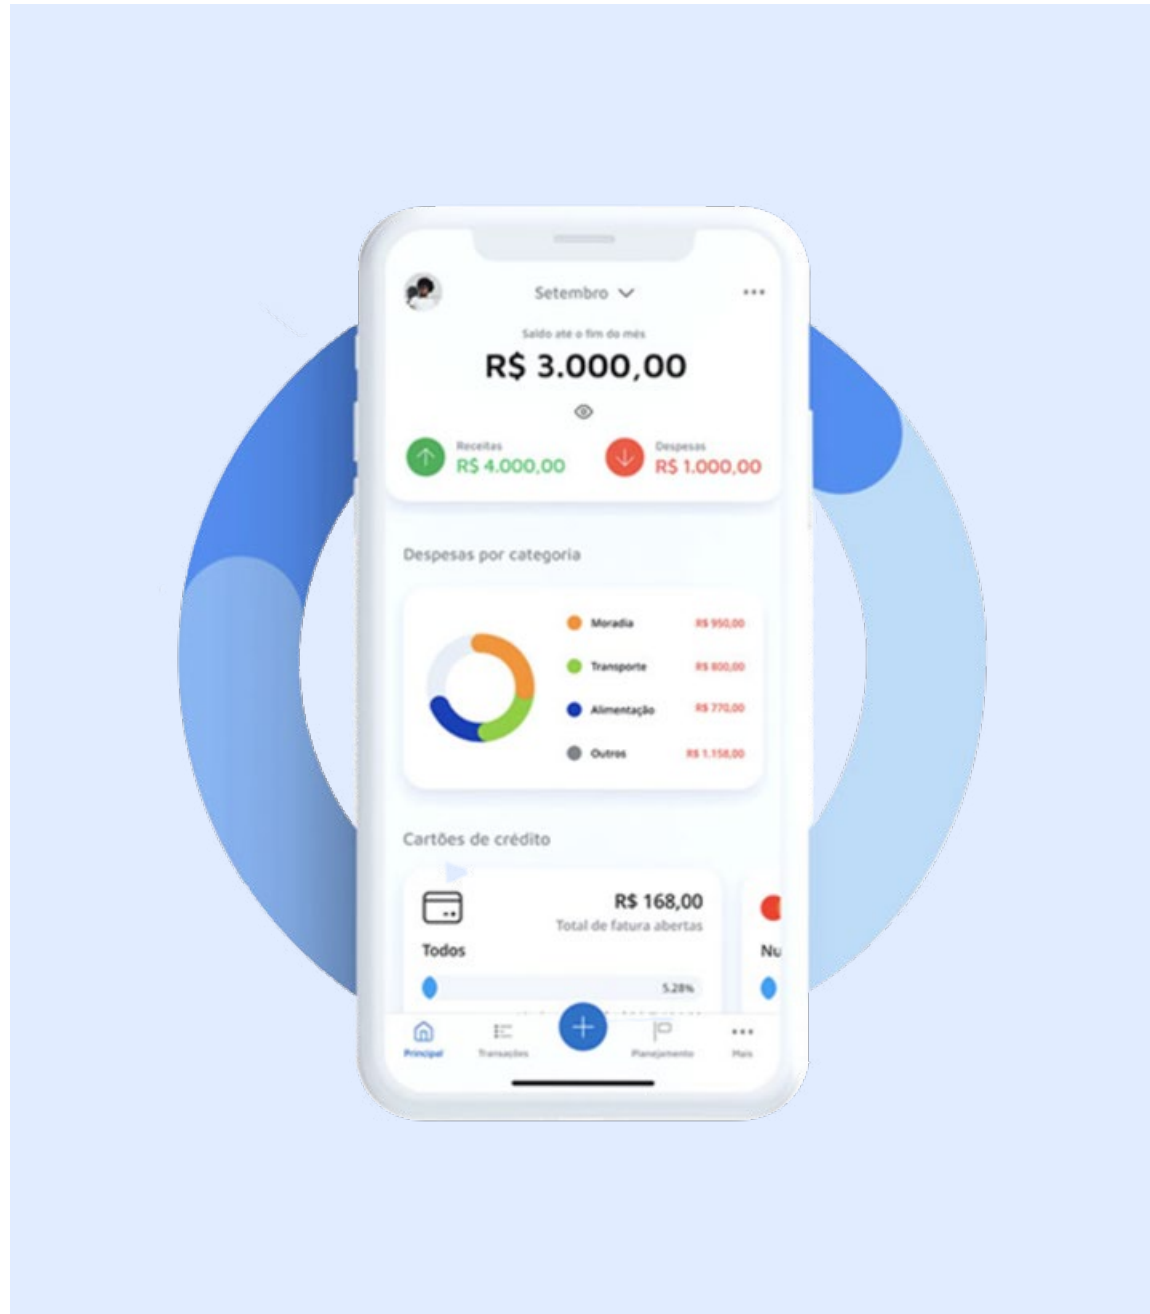 Setembro
Saldo até o fim do mês
R$ 3.000,00
Receitas
R$ 4.000,00
Despesas
R$ 1.000,00
Despesas por categoria
Moradia R$ 950,00
Transporte R$ 800,00
Alimentação R$ 770,00
Outros R$ 1.158,00
Cartões de crédito
R$ 168,00
Total de fatura abertas
Todos
Nu
5.28%
Principal
Transações
Planejamento
Mais